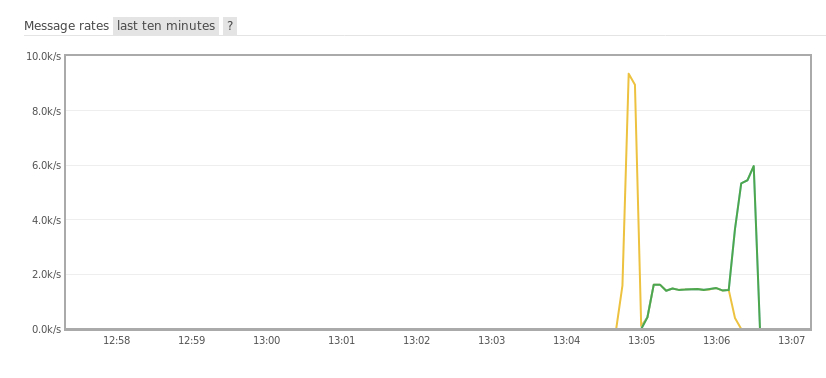 Message rates last ten minutes ?
10.0k/s
8.0k/s
6.0k/s
4.0k/s
2.0k/s
0.0k/s
12:58 12:59 13:00 13:01 13:02 13:03 13:04 13:05 13:06 13:07